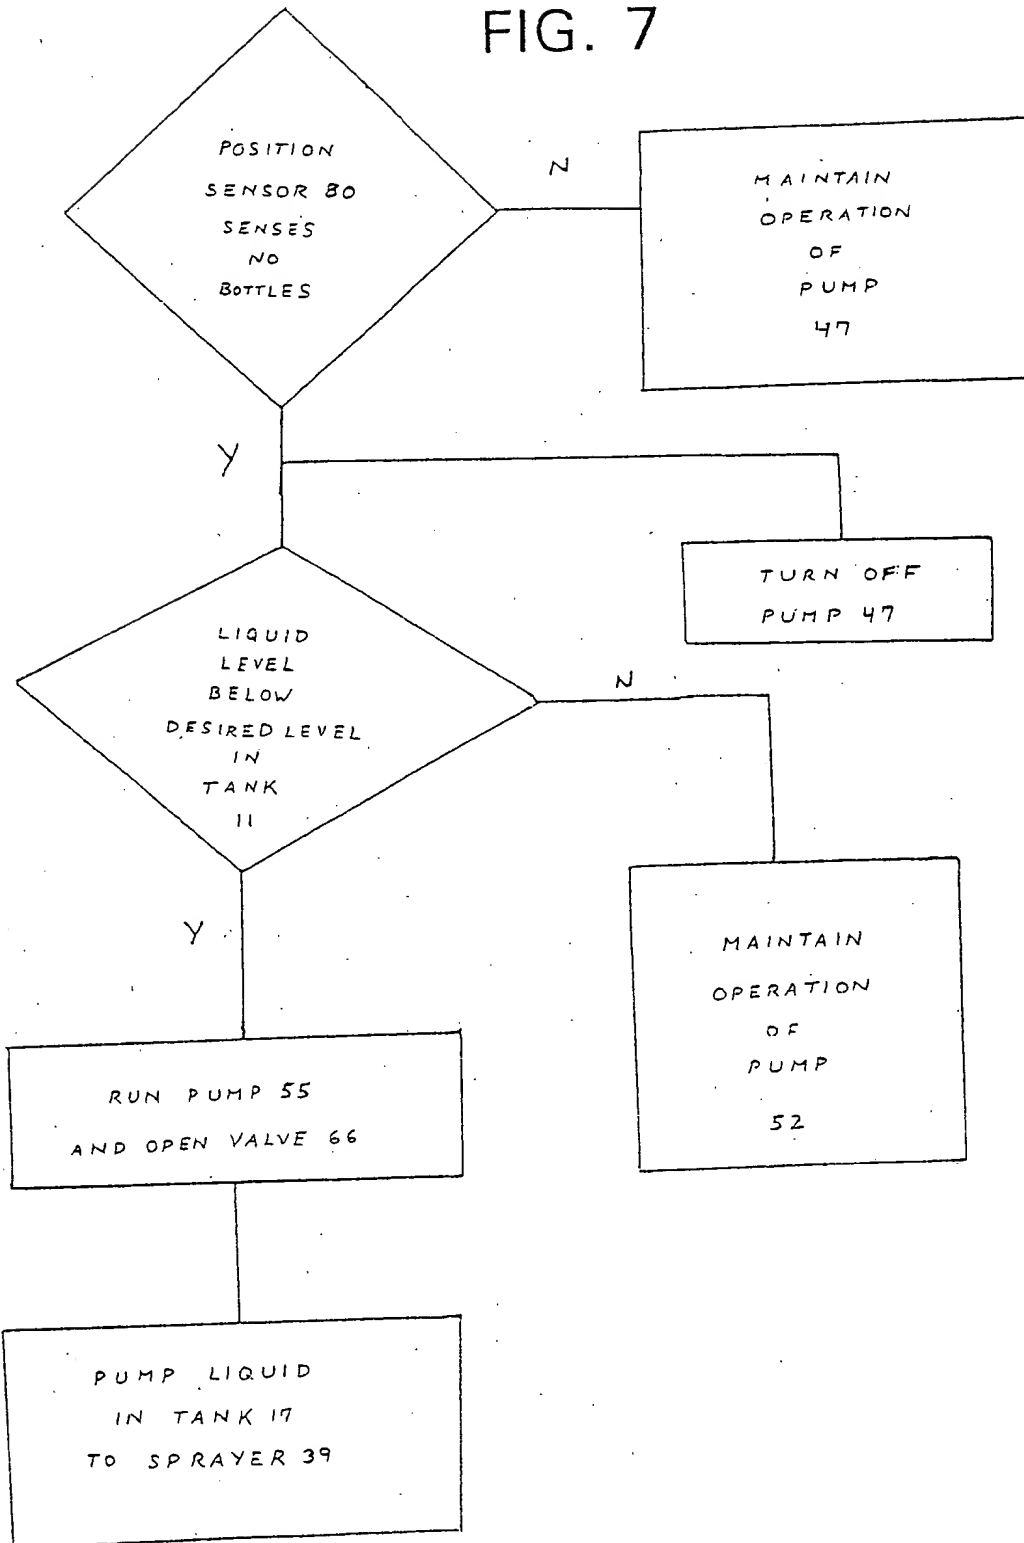 FIG. 7
POSITION
SENSOR 80
SENSES
NO
BOTTLES
N
MAINTAIN
OPERATION
OF
PUMP
47
Y
TURN OFF
PUMP 47
LIQUID
LEVEL
BELOW
DESIRED LEVEL
IN
TANK
11
N
MAINTAIN
OPERATION
OF
PUMP
52
Y
RUN PUMP 55
AND OPEN VALVE 66
PUMP LIQUID
IN TANK 17
TO SPRAYER 39